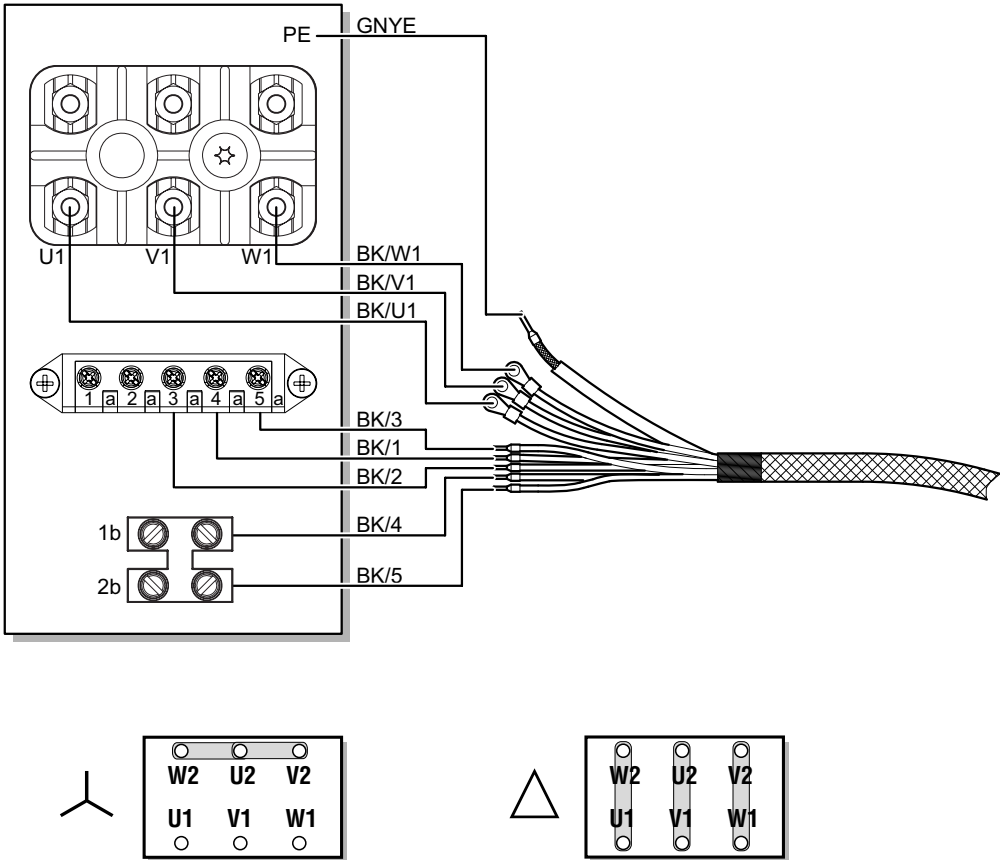 PE GNYE
U1 V1 W1
BK/W1
BK/V1
BK/U1
1 a 2 a 3 a 4 a 5 a
BK/3
BK/1
BK/2
1b BK/4
2b BK/5
W2 U2 V2
U1 V1 W1
W2 U2 V2
U1 V1 W1